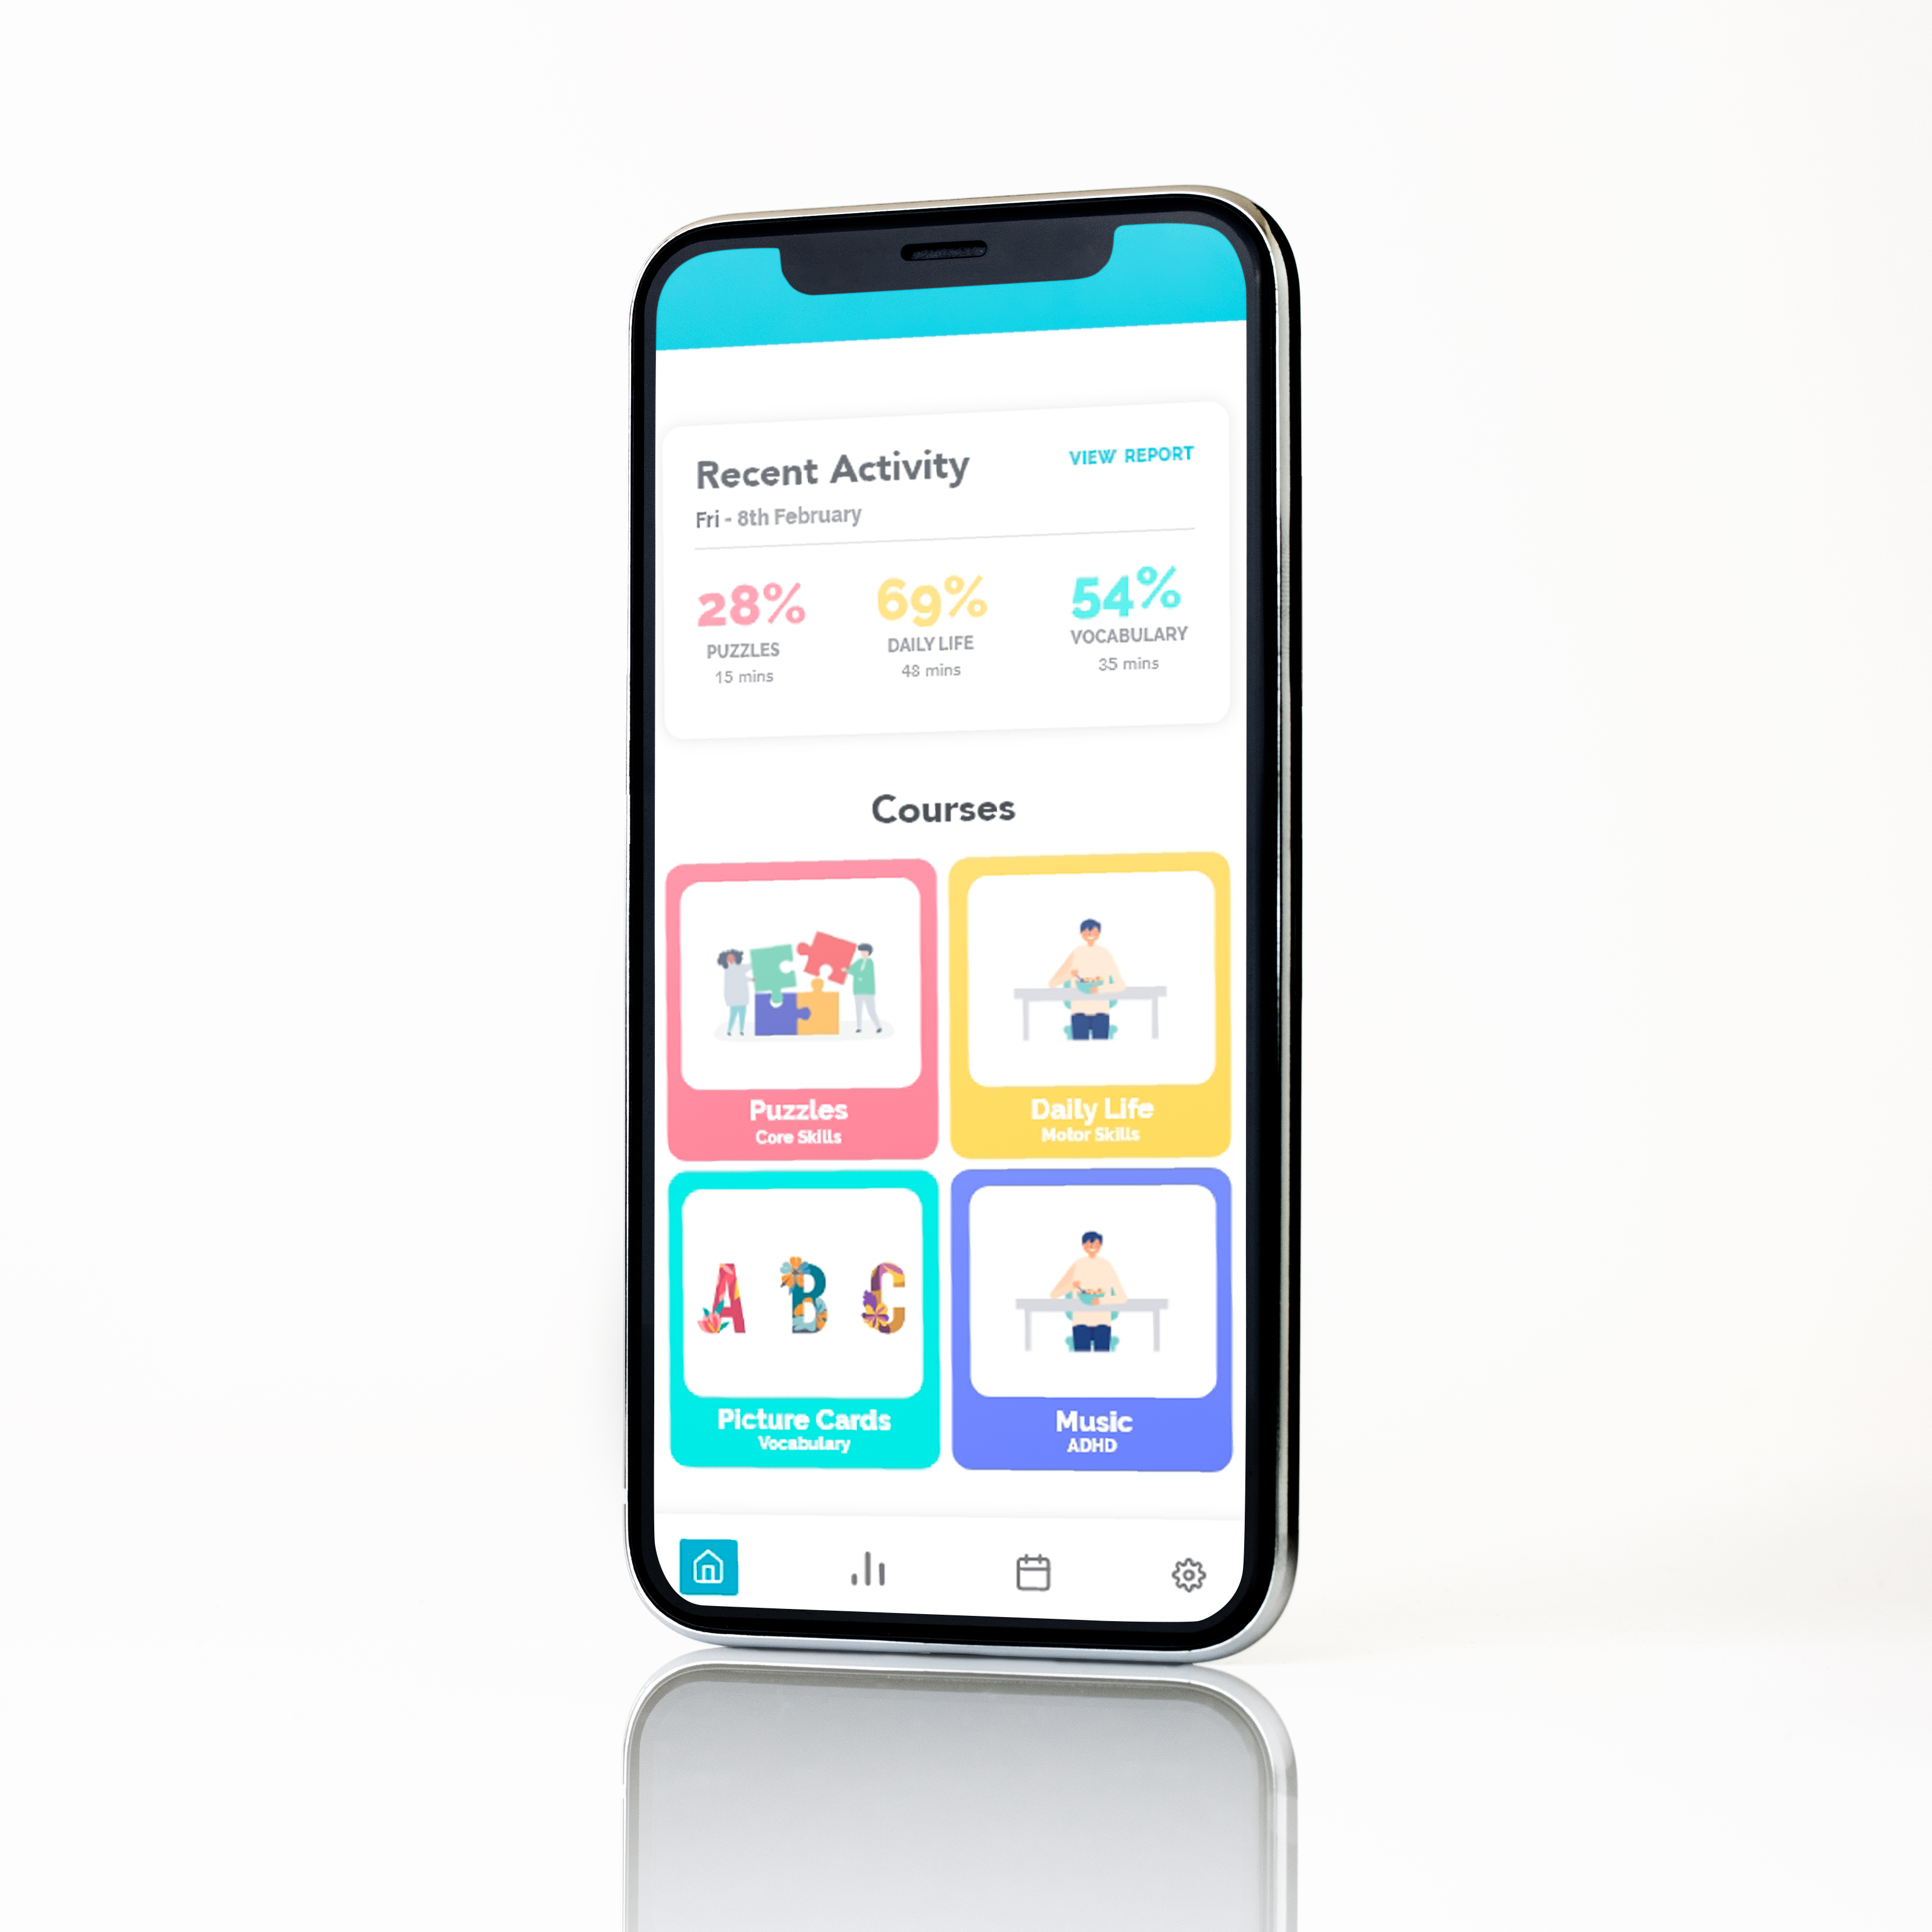 Recent Activity
VIEW REPORT
Fri - 8th February
28% 69% 54%
PUZZLES DAILY LIFE VOCABULARY
15 mins 48 mins 35 mins
Courses
Puzzles Daily Life
Core Skills Motor Skills
A B C
Picture Cards Music
Vocabulary ADHD